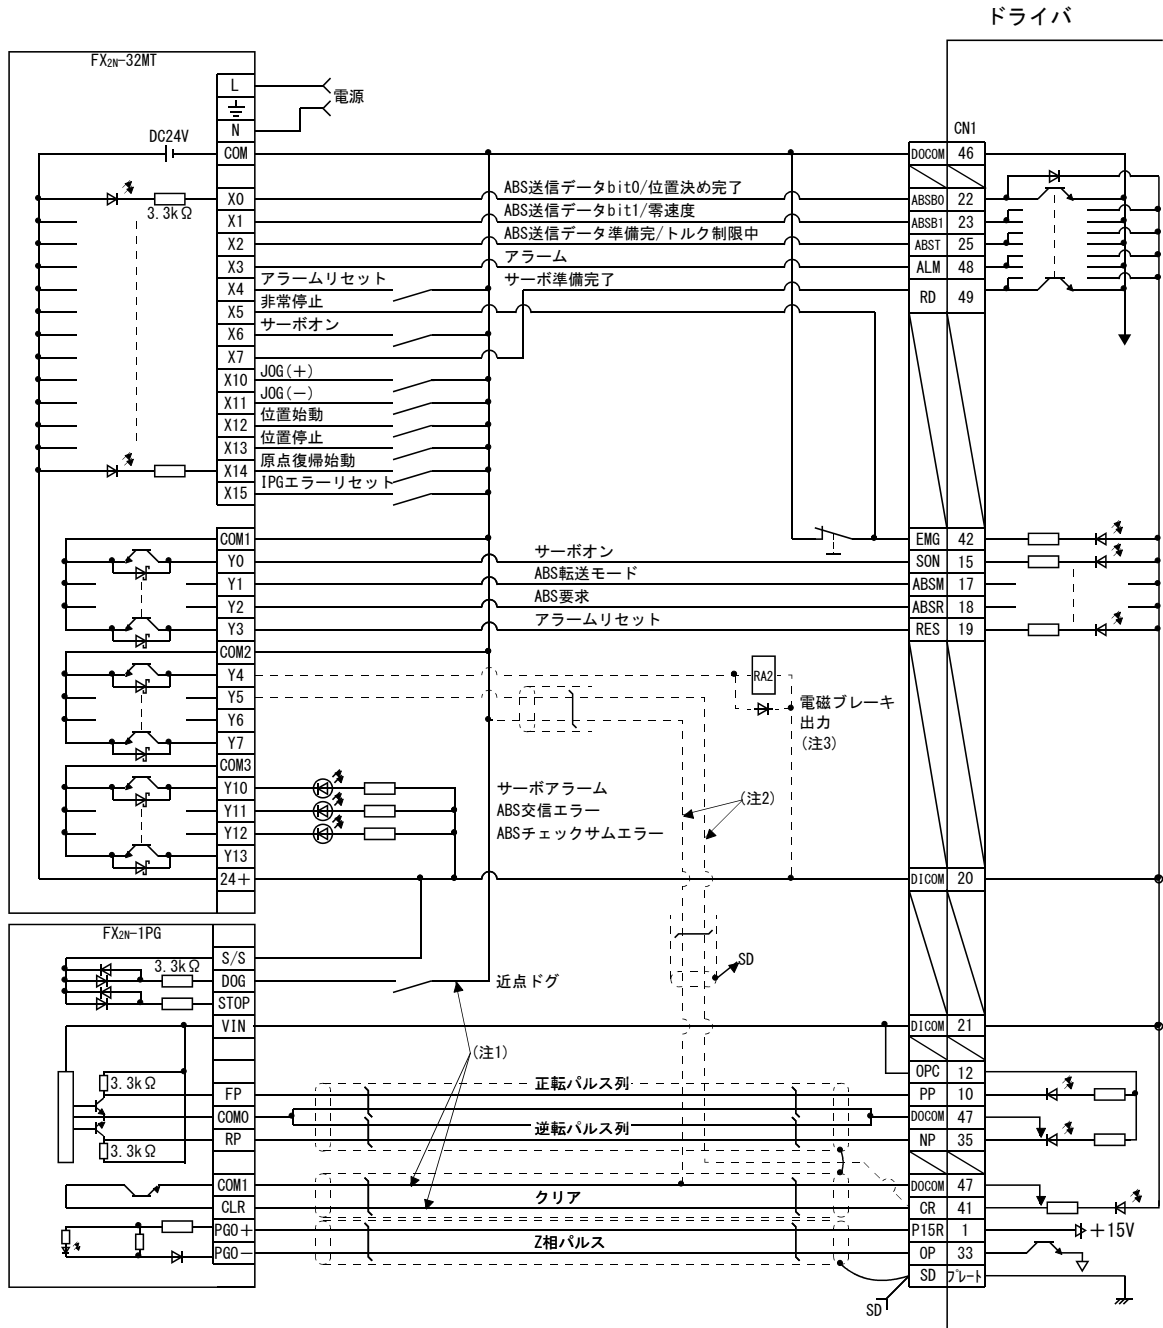 ドライバ
FX2N-32MT
L
電源
N
DC24V
CN1
COM
DOCOM 46
X0
3.3kΩ
ABS送信データbit0/位置決め完了
ABSB0 22
X1
ABS送信データbit1/零速度
ABSB1 23
X2
ABS送信データ準備完/トルク制限中
ABST 25
X3
アラーム
ALM 48
X4
アラームリセット
サーボ準備完了
RD 49
X5
非常停止
X6
サーボオン
X7
X10
JOG(+)
X11
JOG(-)
X12
位置始動
X13
位置停止
X14
原点復帰始動
X15
IPGエラーリセット
COM1
EMG 42
Y0
サーボオン
SON 15
Y1
ABS転送モード
ABSM 17
Y2
ABS要求
ABSR 18
Y3
アラームリセット
RES 19
COM2
Y4
RA2
Y5
電磁ブレーキ
出力
(注3)
Y6
Y7
COM3
Y10
サーボアラーム
(注2)
Y11
ABS交信エラー
Y12
ABSチェックサムエラー
Y13
24+
DICOM 20
FX2N-1PG
S/S
3.3kΩ
DOG
近点ドグ
SD
STOP
VIN
DICOM 21
(注1)
OPC 12
3.3kΩ
FP
正転パルス列
PP 10
COM0
DOCOM 47
RP
逆転パルス列
NP 35
3.3kΩ
COM1
DOCOM 47
CLR
クリア
CR 41
PGO+
P15R 1
+15V
PGO-
Z相パルス
OP 33
SD プレート
SD